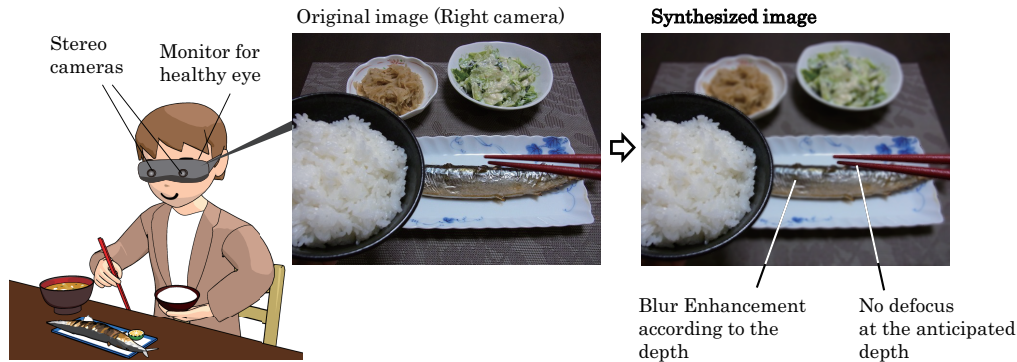 Original image (Right camera)
Synthesized image
Stereo
cameras
Monitor for
healthy eye
Blur Enhancement
according to the
depth
No defocus
at the anticipated
depth